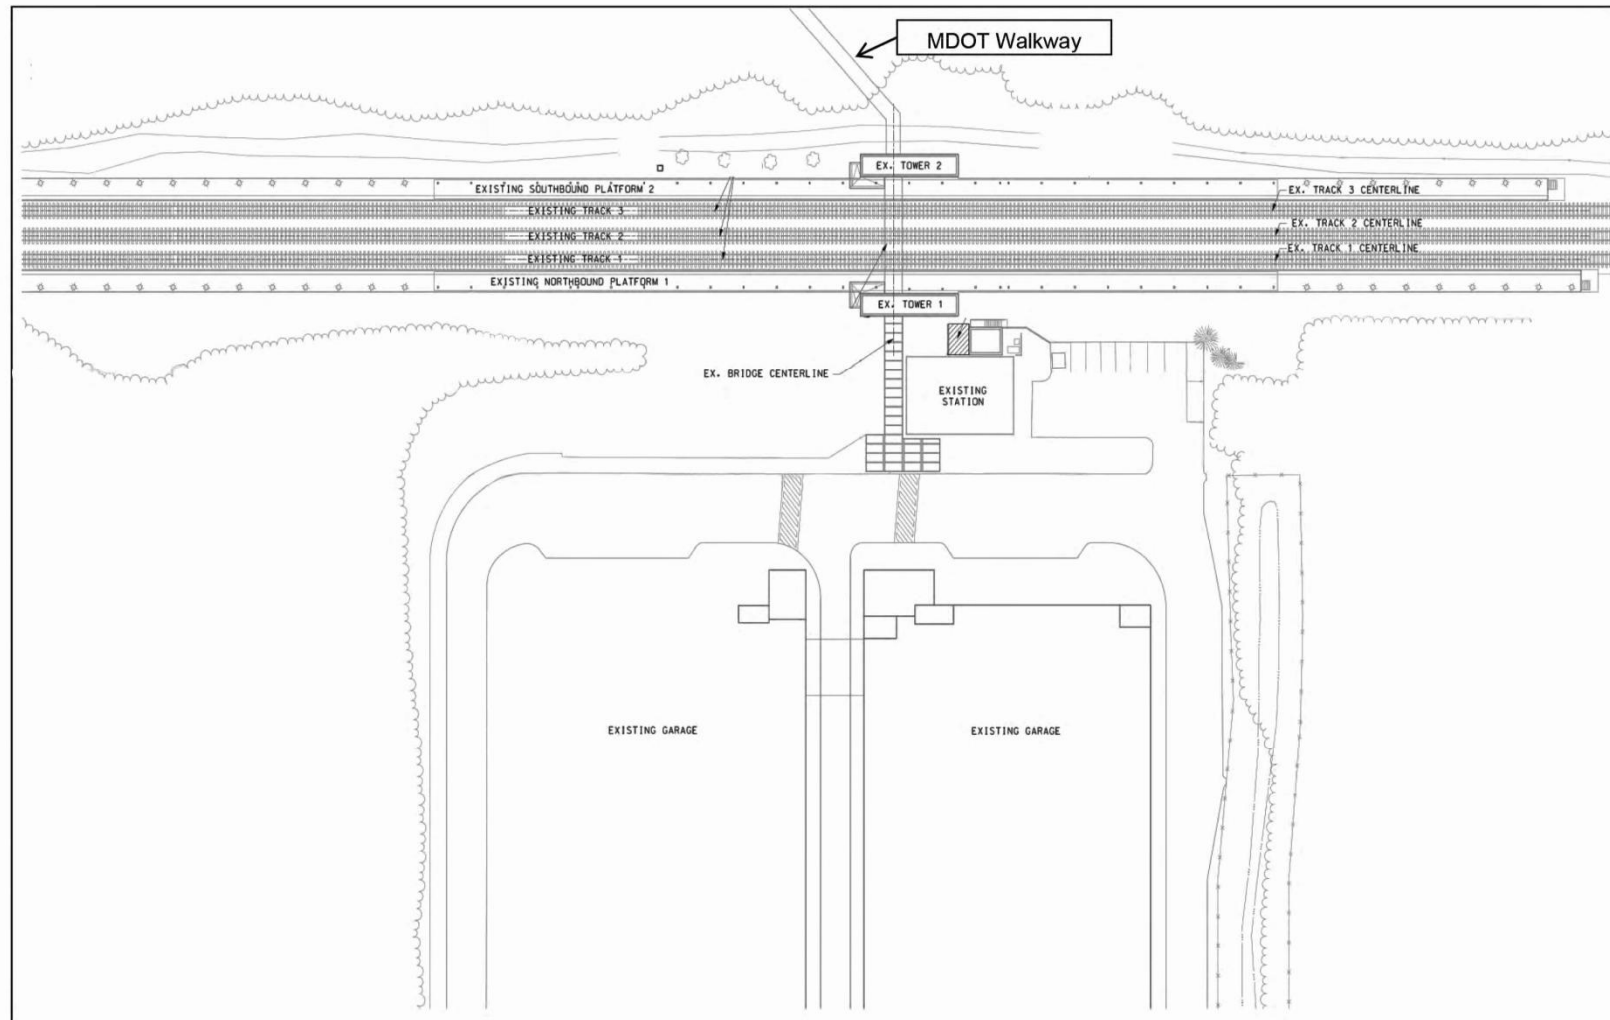 MDOT Walkway
EX. TOWER 2
EXISTING SOUTHBOUND PLATFORM 2
EX. TRACK 3 CENTERLINE
EXISTING TRACK 3
EX. TRACK 2 CENTERLINE
EXISTING TRACK 2
EX. TRACK 1 CENTERLINE
EXISTING TRACK 1
EXISTING NORTHBOUND PLATFORM 1
EX. TOWER 1
EX. BRIDGE CENTERLINE
EXISTING
STATION
EXISTING GARAGE
EXISTING GARAGE